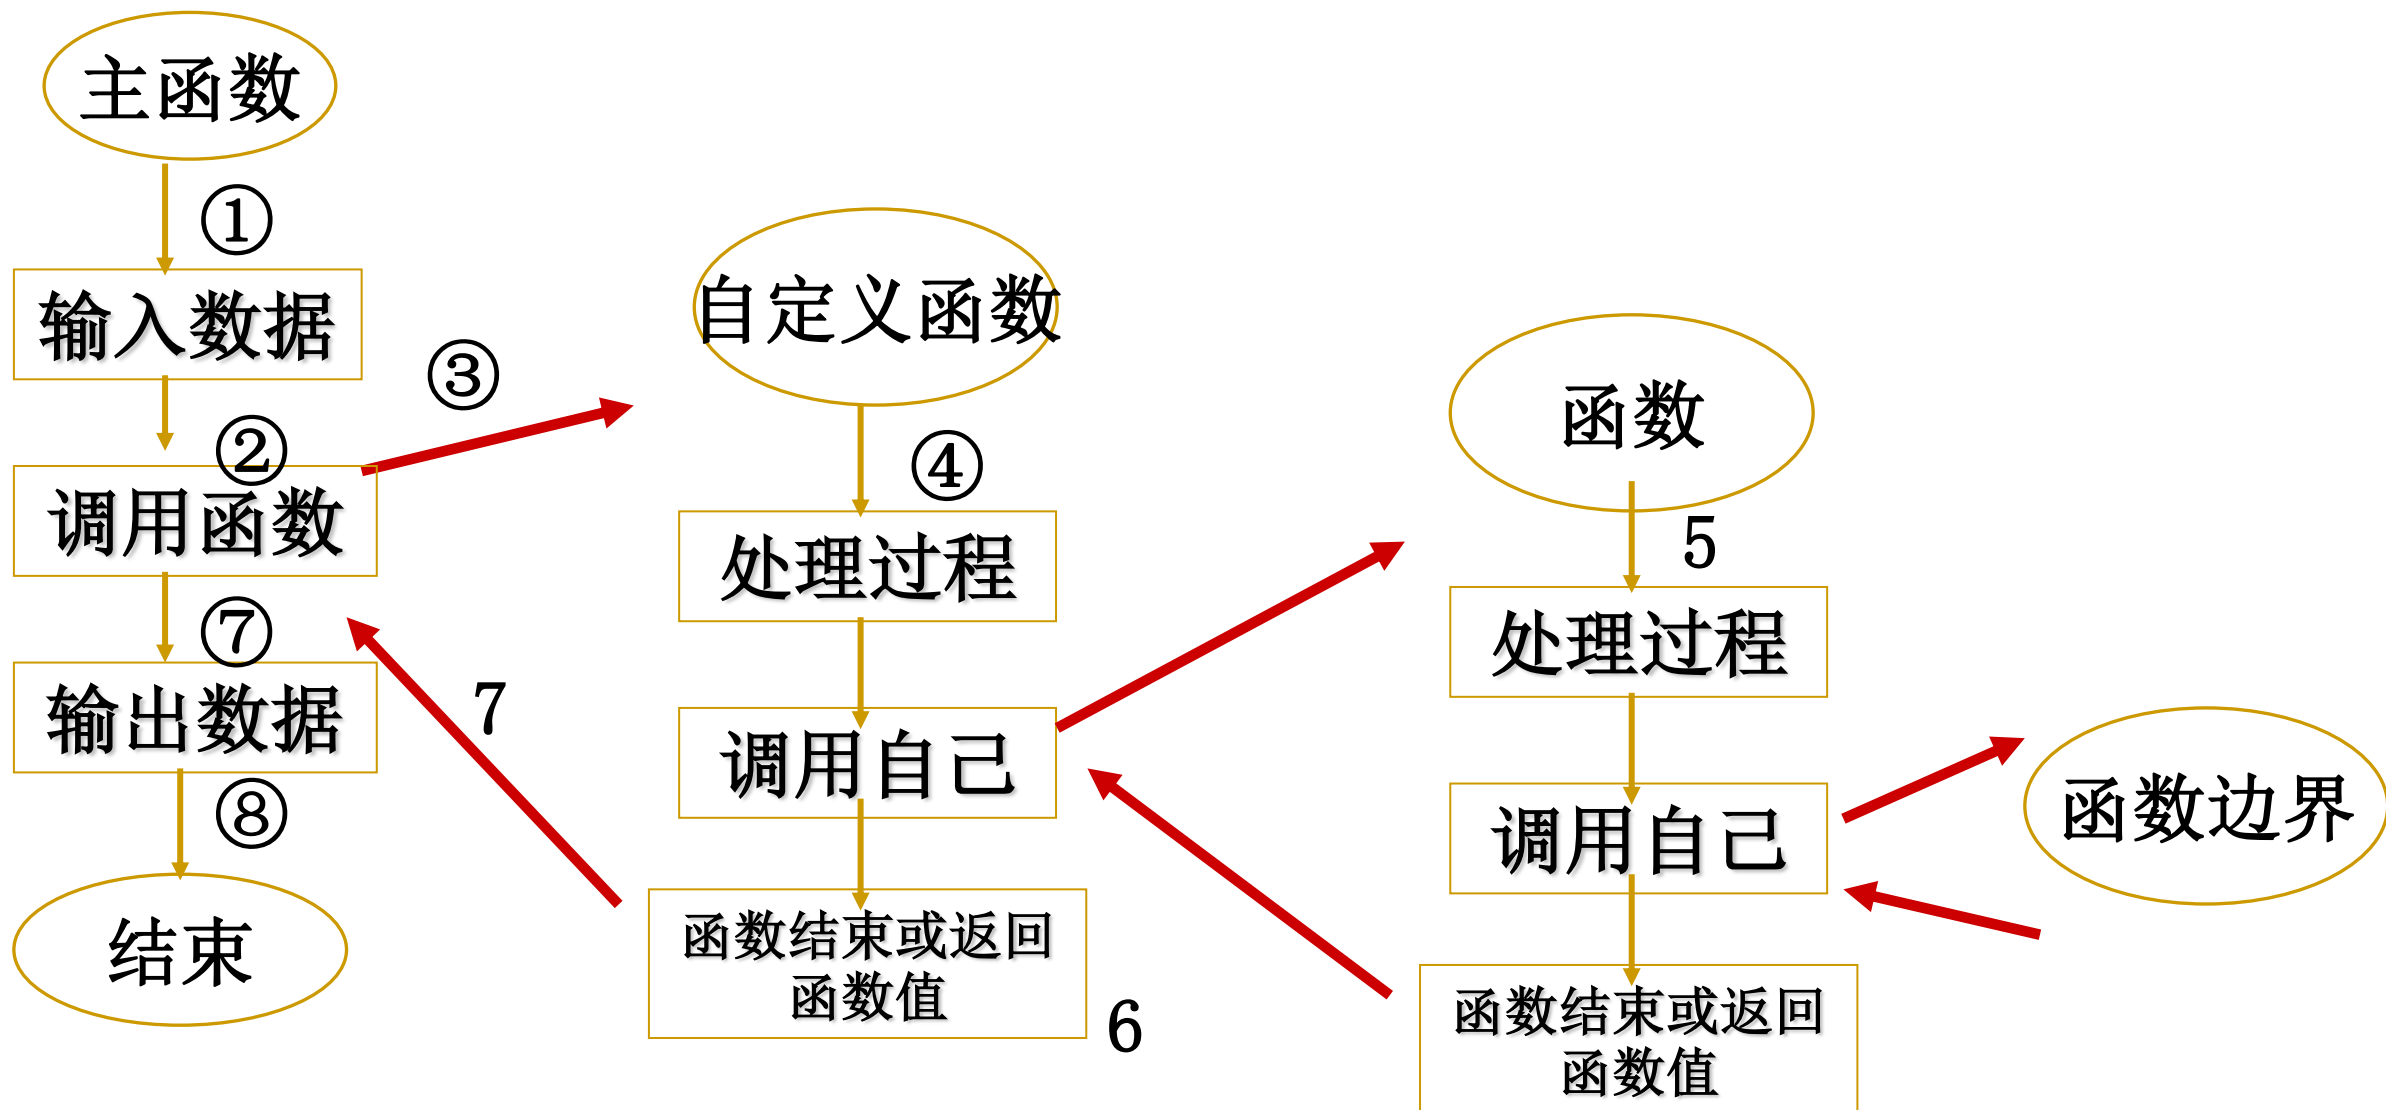 主函数
①
输入数据
②
调用函数
⑦
输出数据
⑧
结束
③
7
自定义函数
④
处理过程
调用自己
函数结束或返回
函数值
6
函数
5
处理过程
调用自己
函数结束或返回
函数值
函数边界